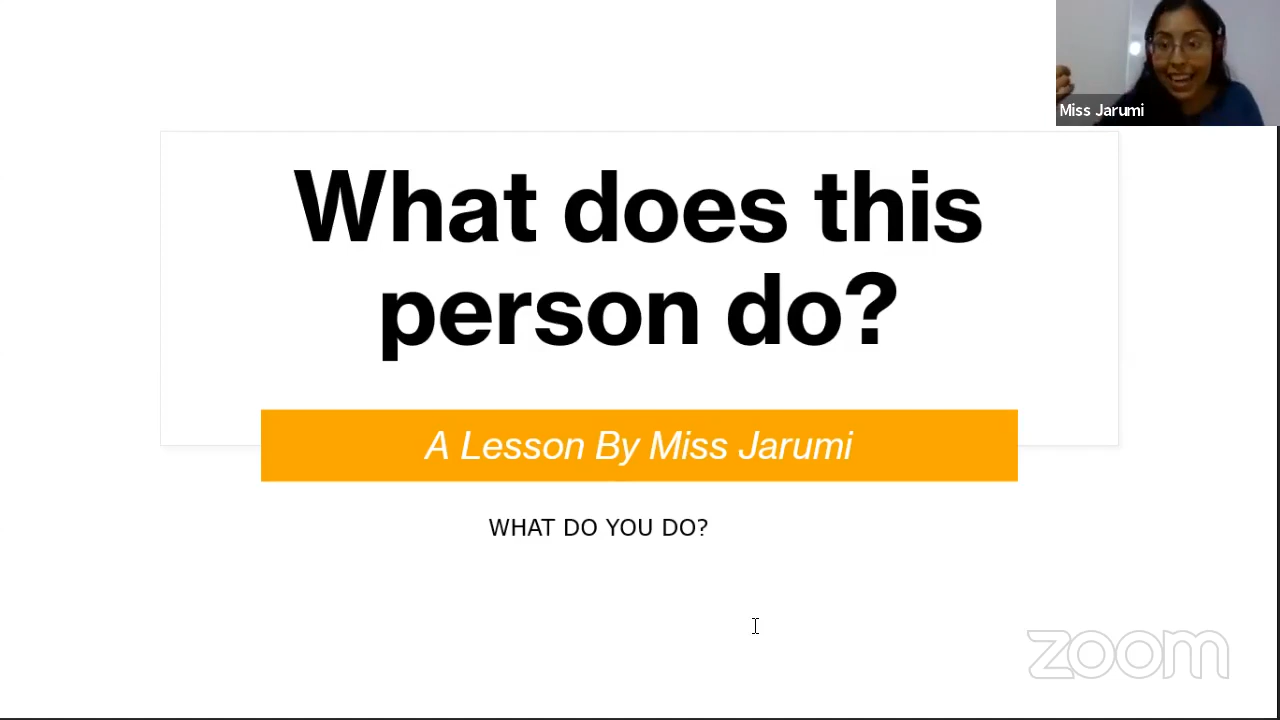 Miss Jarumi
What does this
person do?
A Lesson By Miss Jarumi
WHAT DO YOU DO?
zoom